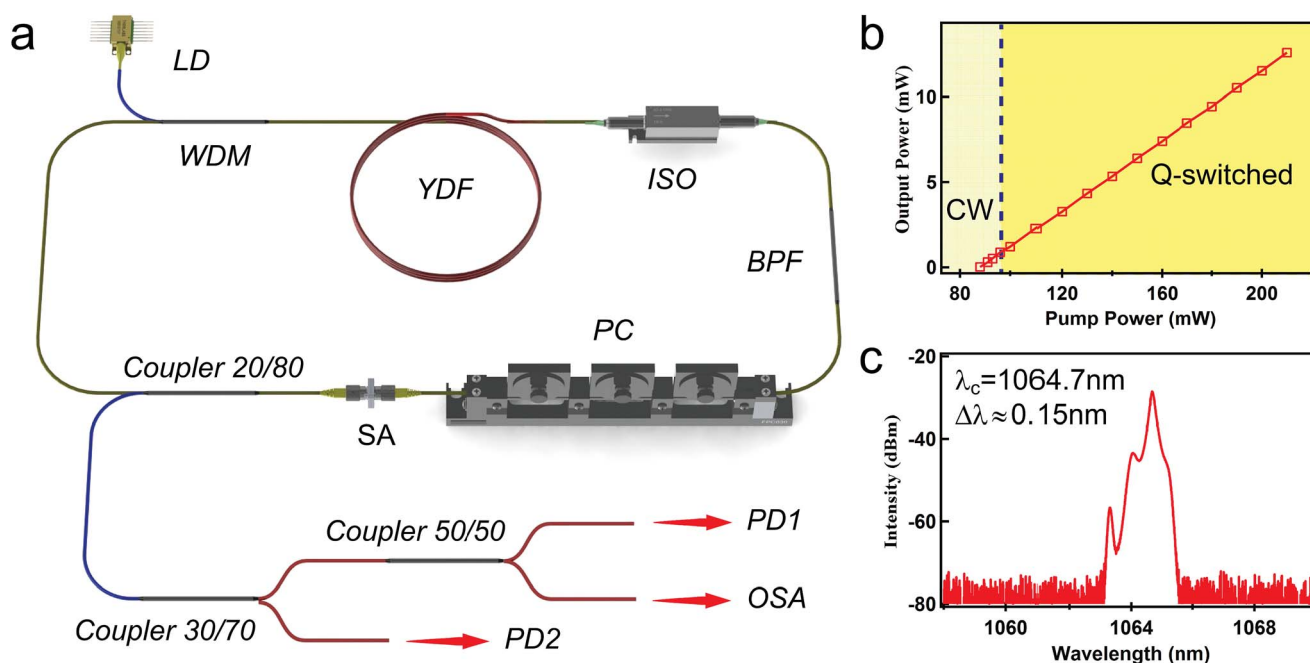 a
LD
WDM
YDF
ISO
BPF
PC
Coupler 20/80
SA
Coupler 50/50
PD1
OSA
Coupler 30/70
PD2
b
Output Power (mW)
10
5
0
CW
Q-switched
80
120
160
200
Pump Power (mW)
c
-20
-40
-60
-80
Intensity (dBm)
λc=1064.7nm
Δλ≈0.15nm
1060
1064
1068
Wavelength (nm)